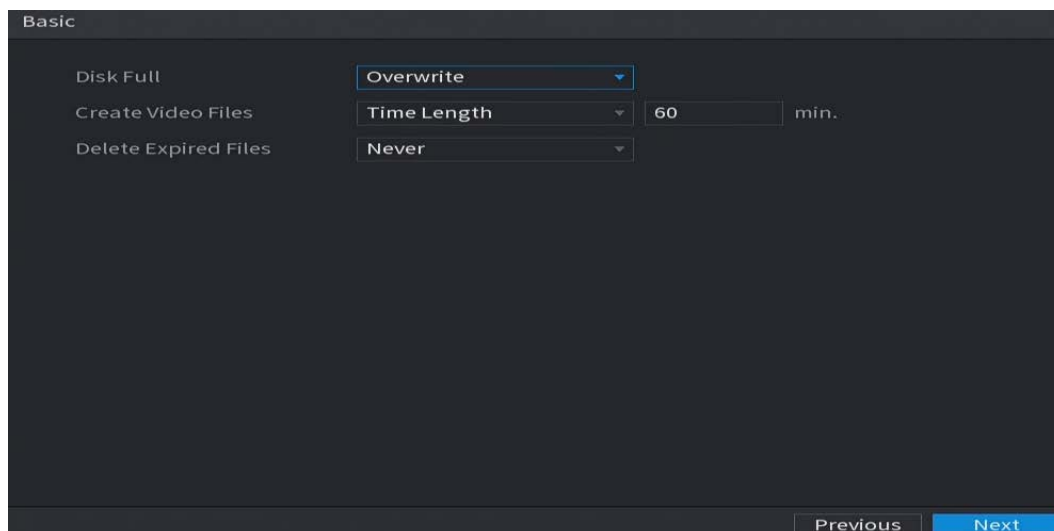 Basic
Disk Full Overwrite
Create Video Files Time Length 60 min.
Delete Expired Files Never
Previous Next